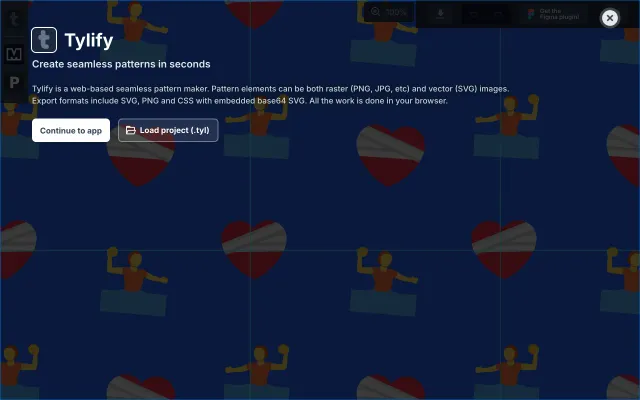 t
Tylify
Create seamless patterns in seconds
Tylify is a web-based seamless pattern maker. Pattern elements can be both raster (PNG, JPG, etc) and vector (SVG) images.
Export formats include SVG, PNG and CSS with embedded base64 SVG. All the work is done in your browser.
Continue to app
Load project (.tyl)
100%
Get the
Figma plugin!
t
P